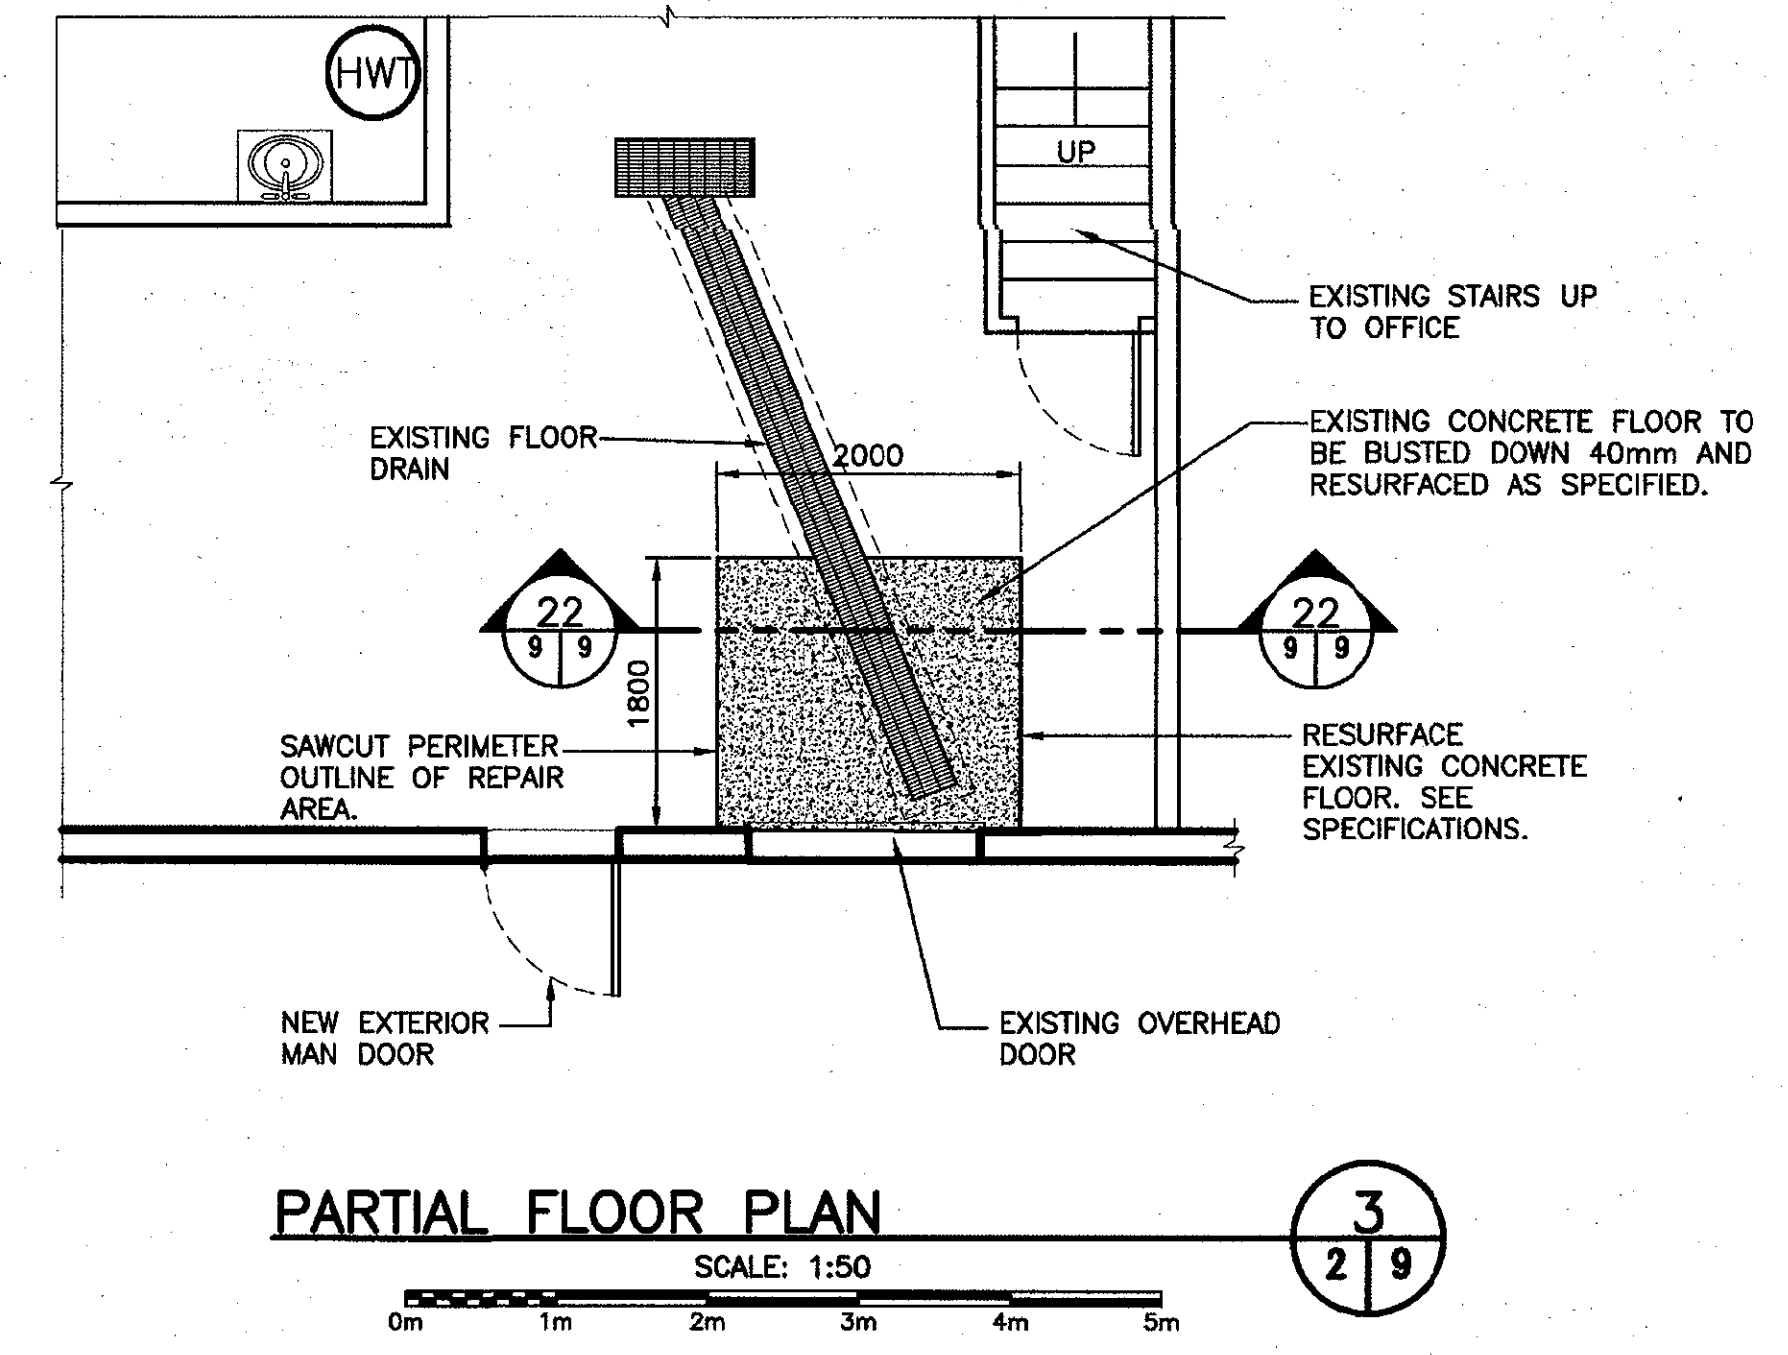 HWT
UP
EXISTING STAIRS UP
TO OFFICE
EXISTING FLOOR
DRAIN
2000
EXISTING CONCRETE FLOOR TO
BE BUSTED DOWN 40mm AND
RESURFACED AS SPECIFIED.
22
9 9
22
9 9
1800
SAWCUT PERIMETER
OUTLINE OF REPAIR
AREA.
RESURFACE
EXISTING CONCRETE
FLOOR. SEE
SPECIFICATIONS.
NEW EXTERIOR
MAN DOOR
EXISTING OVERHEAD
DOOR
PARTIAL FLOOR PLAN
3
2 9
SCALE: 1:50
0m 1m 2m 3m 4m 5m